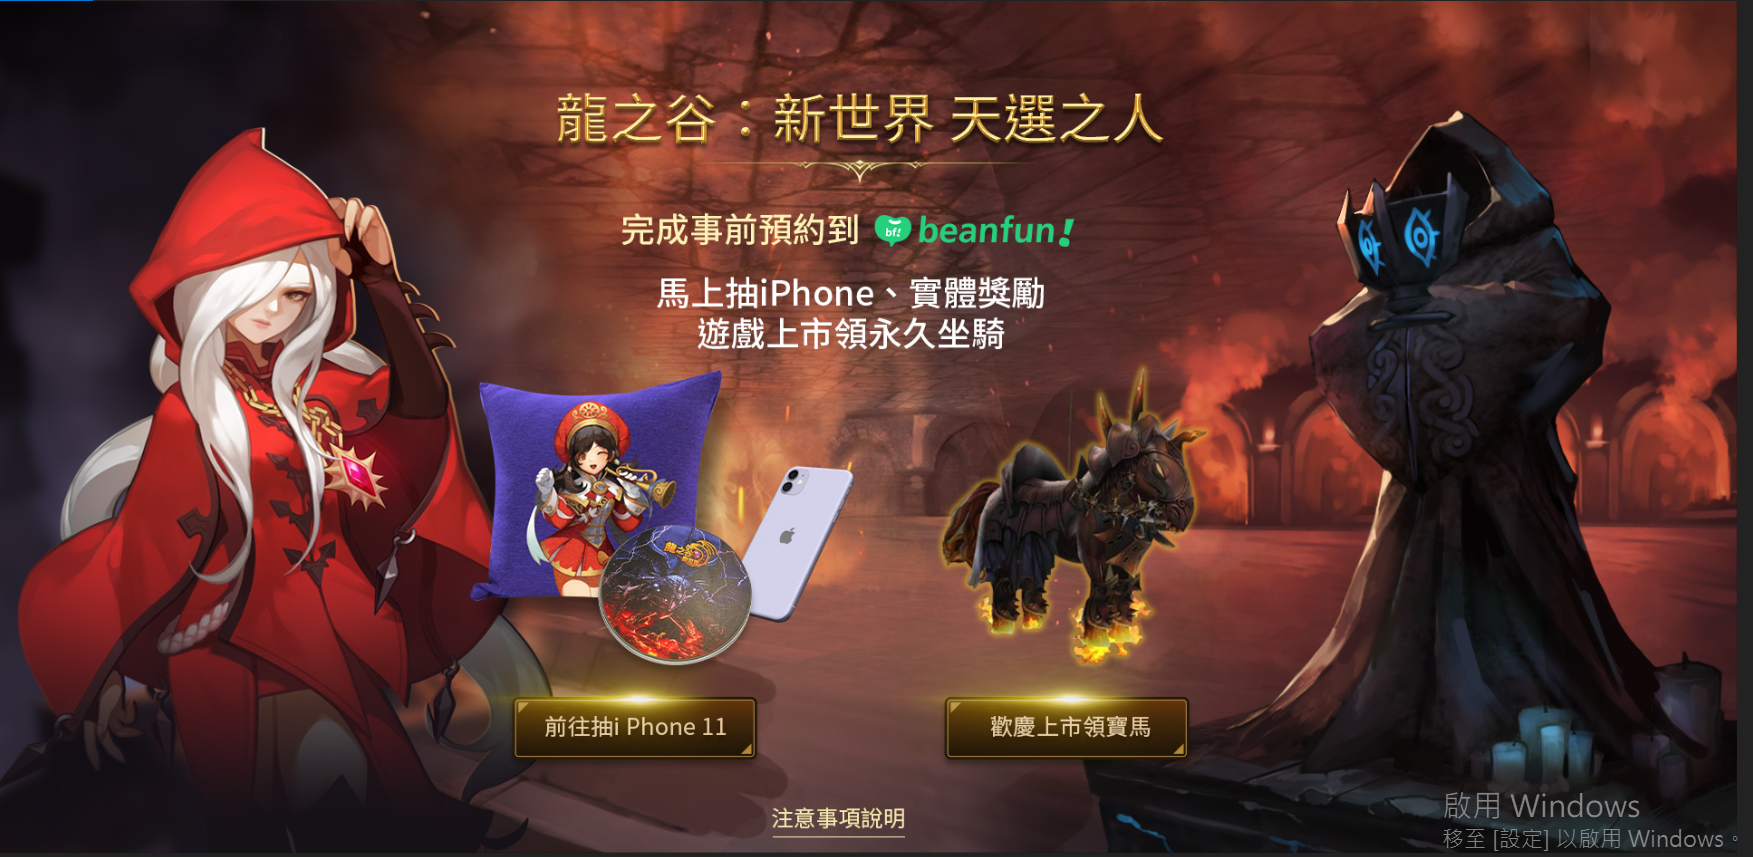 龍之谷：新世界 天選之人
完成事前預約到 bf! beanfun!
馬上抽iPhone、實體獎勵
遊戲上市領永久坐騎
前往抽i Phone 11
歡慶上市領寶馬
注意事項說明
啟用 Windows
移至 [設定] 以啟用 Windows。